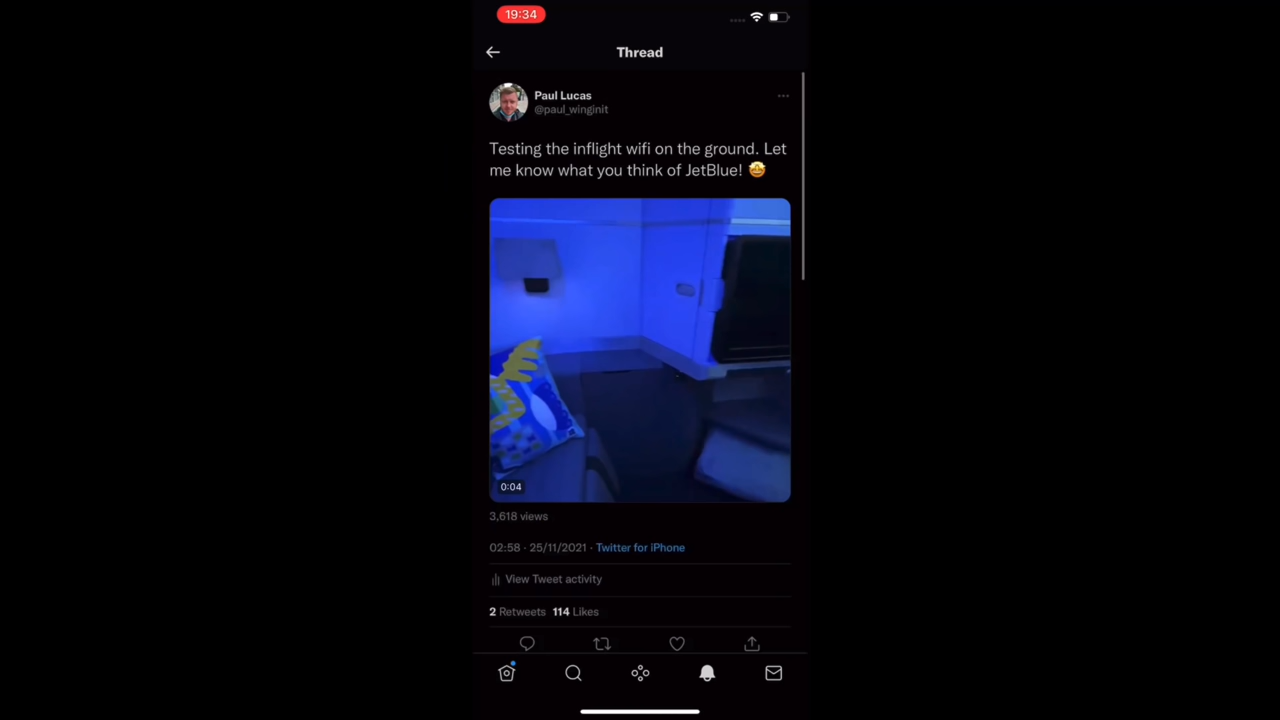 19:34
Thread
Paul Lucas
@paul_winginit
Testing the inflight wifi on the ground. Let
me know what you think of JetBlue! 🤩
0:04
3,618 views
02:58 · 25/11/2021 · Twitter for iPhone
View Tweet activity
2 Retweets 114 Likes